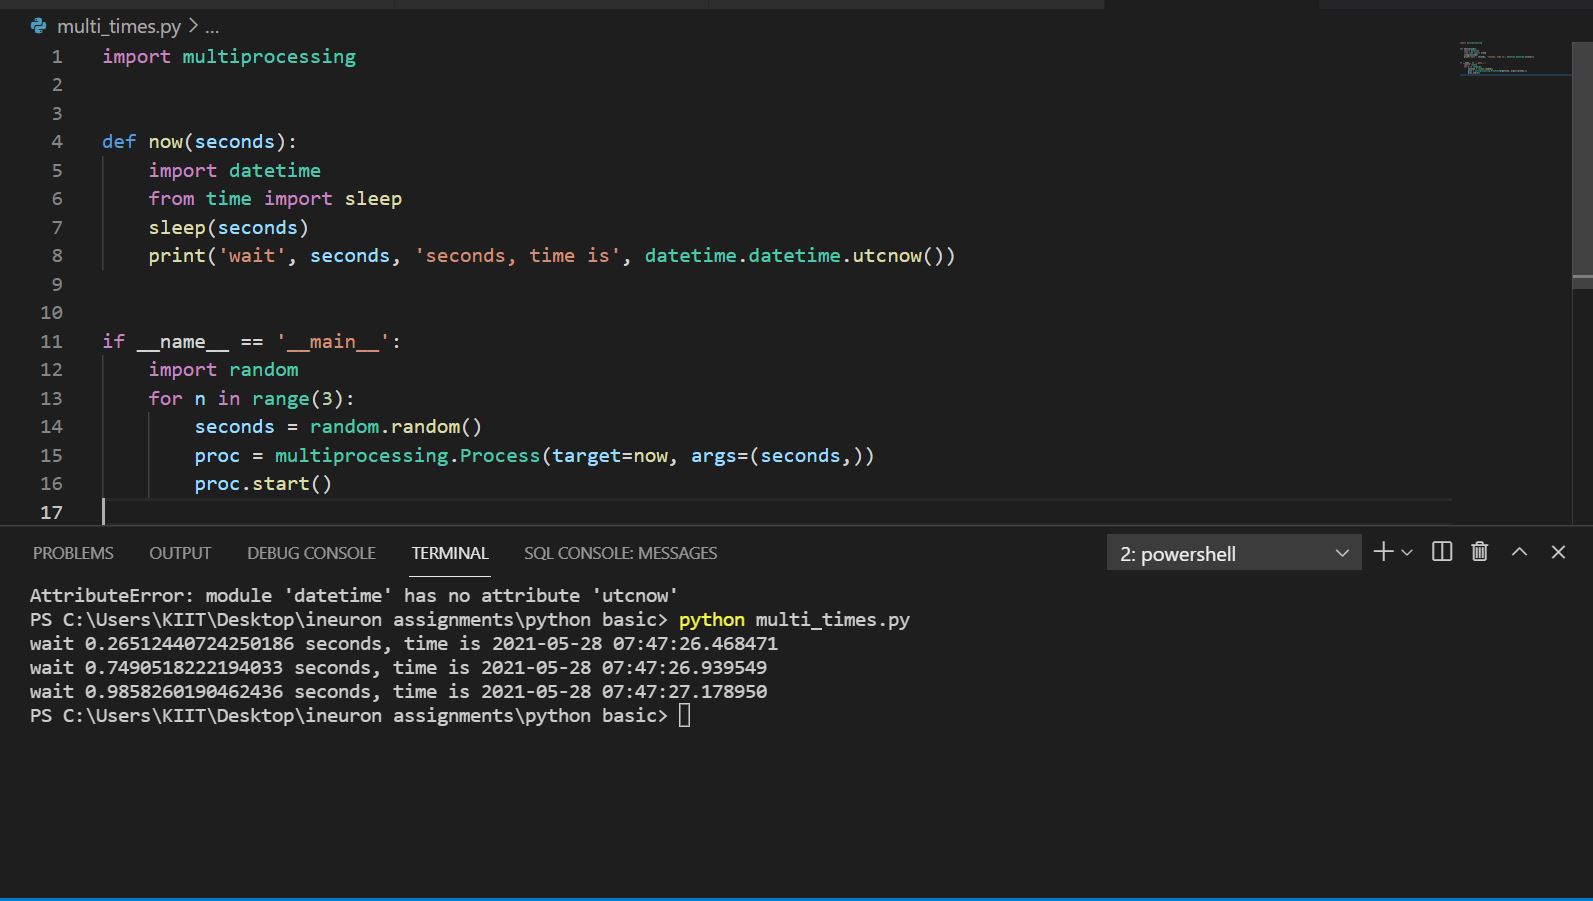 multi_times.py > ...
1 import multiprocessing
2
3
4 def now(seconds):
5     import datetime
6     from time import sleep
7     sleep(seconds)
8     print('wait', seconds, 'seconds, time is', datetime.datetime.utcnow())
9
10
11 if __name__ == '__main__':
12     import random
13     for n in range(3):
14         seconds = random.random()
15         proc = multiprocessing.Process(target=now, args=(seconds,))
16         proc.start()
17
PROBLEMS OUTPUT DEBUG CONSOLE TERMINAL SQL CONSOLE: MESSAGES 2: powershell
AttributeError: module 'datetime' has no attribute 'utcnow'
PS C:\Users\KIIT\Desktop\ineuron assignments\python basic> python multi_times.py
wait 0.26512440724250186 seconds, time is 2021-05-28 07:47:26.468471
wait 0.7490518222194033 seconds, time is 2021-05-28 07:47:26.939549
wait 0.9858260190462436 seconds, time is 2021-05-28 07:47:27.178950
PS C:\Users\KIIT\Desktop\ineuron assignments\python basic>